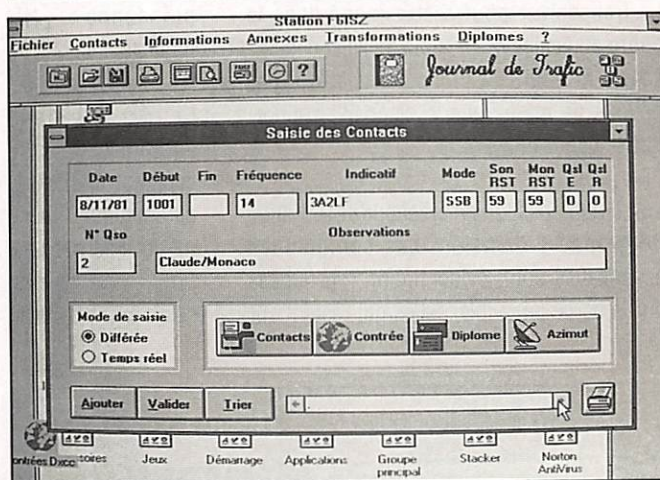 Station F6ISZ
Fichier Contacts Informations Annexes Transformations Diplomes ?
Journal de Trafic
Saisie des Contacts
Date Début Fin Fréquence Indicatif Mode Son RST Mon RST Qsl E Qsl R
8/11/81 1001 14 3A2LF SSB 59 59 0 0
N° Qso Observations
2 Claude/Monaco
Mode de saisie
Différée
Temps réel
Contacts Contrée Diplome Azimut
Ajouter Valider Trier
ontrées Dxcc soires Jeux Démarrage Applications Groupe principal Stacker Norton AntiVirus